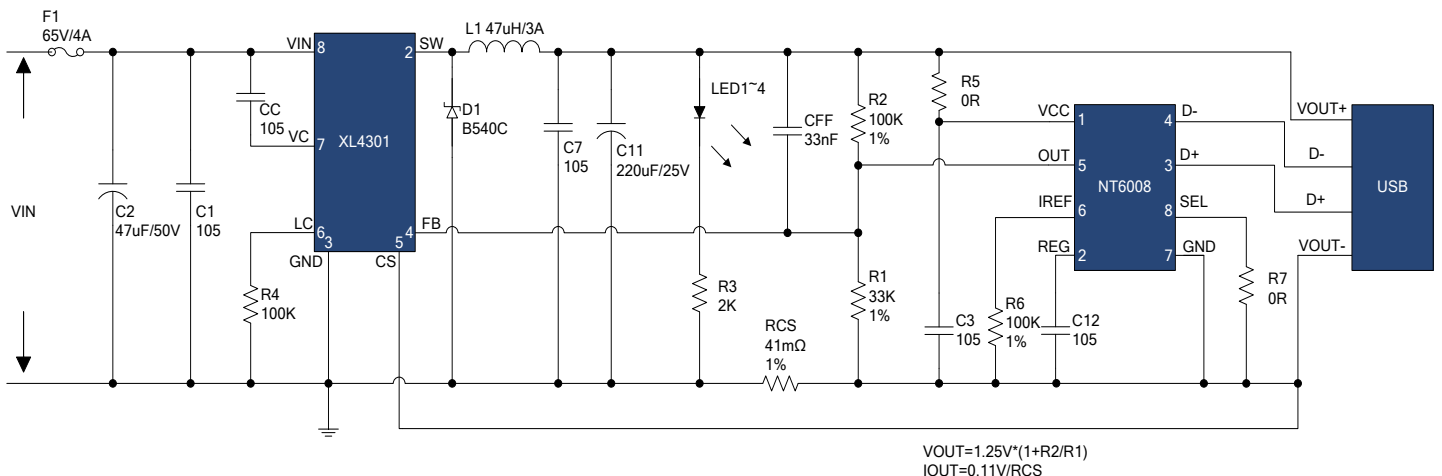 F1
65V/4A
VIN
C2
47uF/50V
C1
105
CC
105
VIN
8
VC
7
XL4301
LC
6
3
GND
5
CS
R4
100K
2
SW
4
FB
L1 47uH/3A
D1
B540C
C7
105
C11
220uF/25V
LED1~4
R3
2K
CFF
33nF
RCS
41mΩ
1%
R2
100K
1%
R1
33K
1%
R5
0R
C3
105
VCC
1
OUT
5
IREF
6
REG
2
NT6008
R6
100K
1%
C12
105
4
D-
3
D+
8
SEL
7
GND
R7
0R
VOUT+
D-
D+
VOUT-
USB
VOUT=1.25V*(1+R2/R1)
IOUT=0.11V/RCS